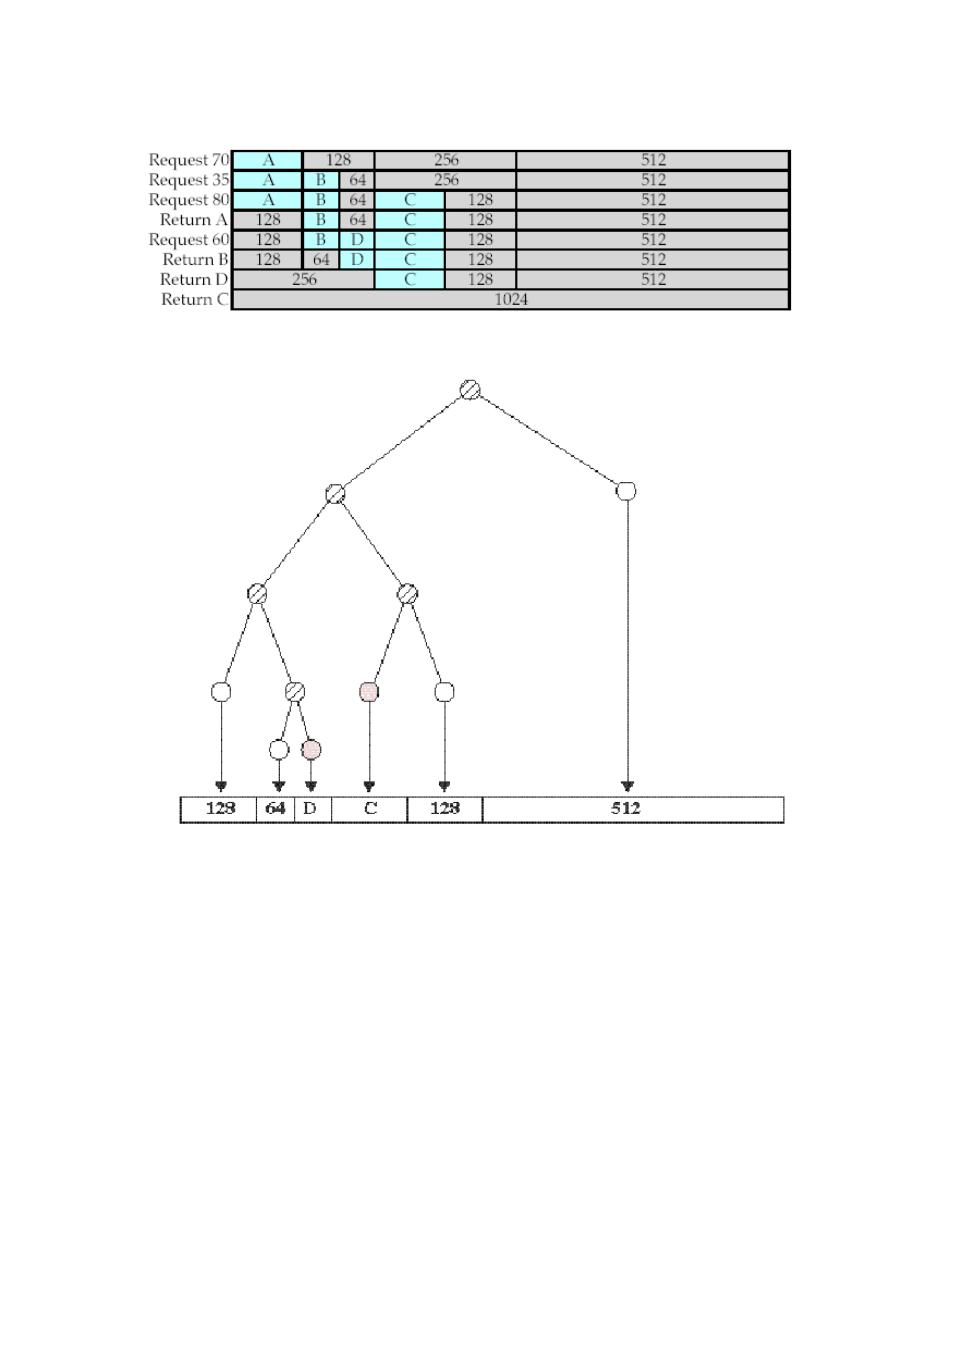 Request 70 A 128 256 512
Request 35 A B 64 256 512
Request 80 A B 64 C 128 512
Return A 128 B 64 C 128 512
Request 60 128 B D C 128 512
Return B 128 64 D C 128 512
Return D 256 C 128 512
Return C 1024
128 64 D C 128 512